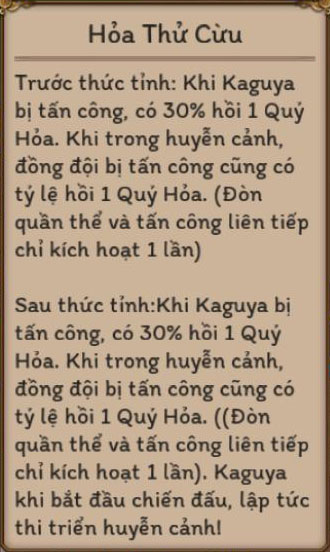 Hỏa Thử Cừu
Trước thức tỉnh: Khi Kaguya
bị tấn công, có 30% hồi 1 Quỷ
Hỏa. Khi trong huyễn cảnh,
đồng đội bị tấn công cũng có
tỷ lệ hồi 1 Quỷ Hỏa. (Đòn
quần thể và tấn công liên tiếp
chỉ kích hoạt 1 lần)
Sau thức tỉnh:Khi Kaguya bị
tấn công, có 30% hồi 1 Quỷ
Hỏa. Khi trong huyễn cảnh,
đồng đội bị tấn công cũng có
tỷ lệ hồi 1 Quỷ Hỏa. ((Đòn
quần thể và tấn công liên tiếp
chỉ kích hoạt 1 lần). Kaguya
khi bắt đầu chiến đấu, lập tức
thi triển huyễn cảnh!